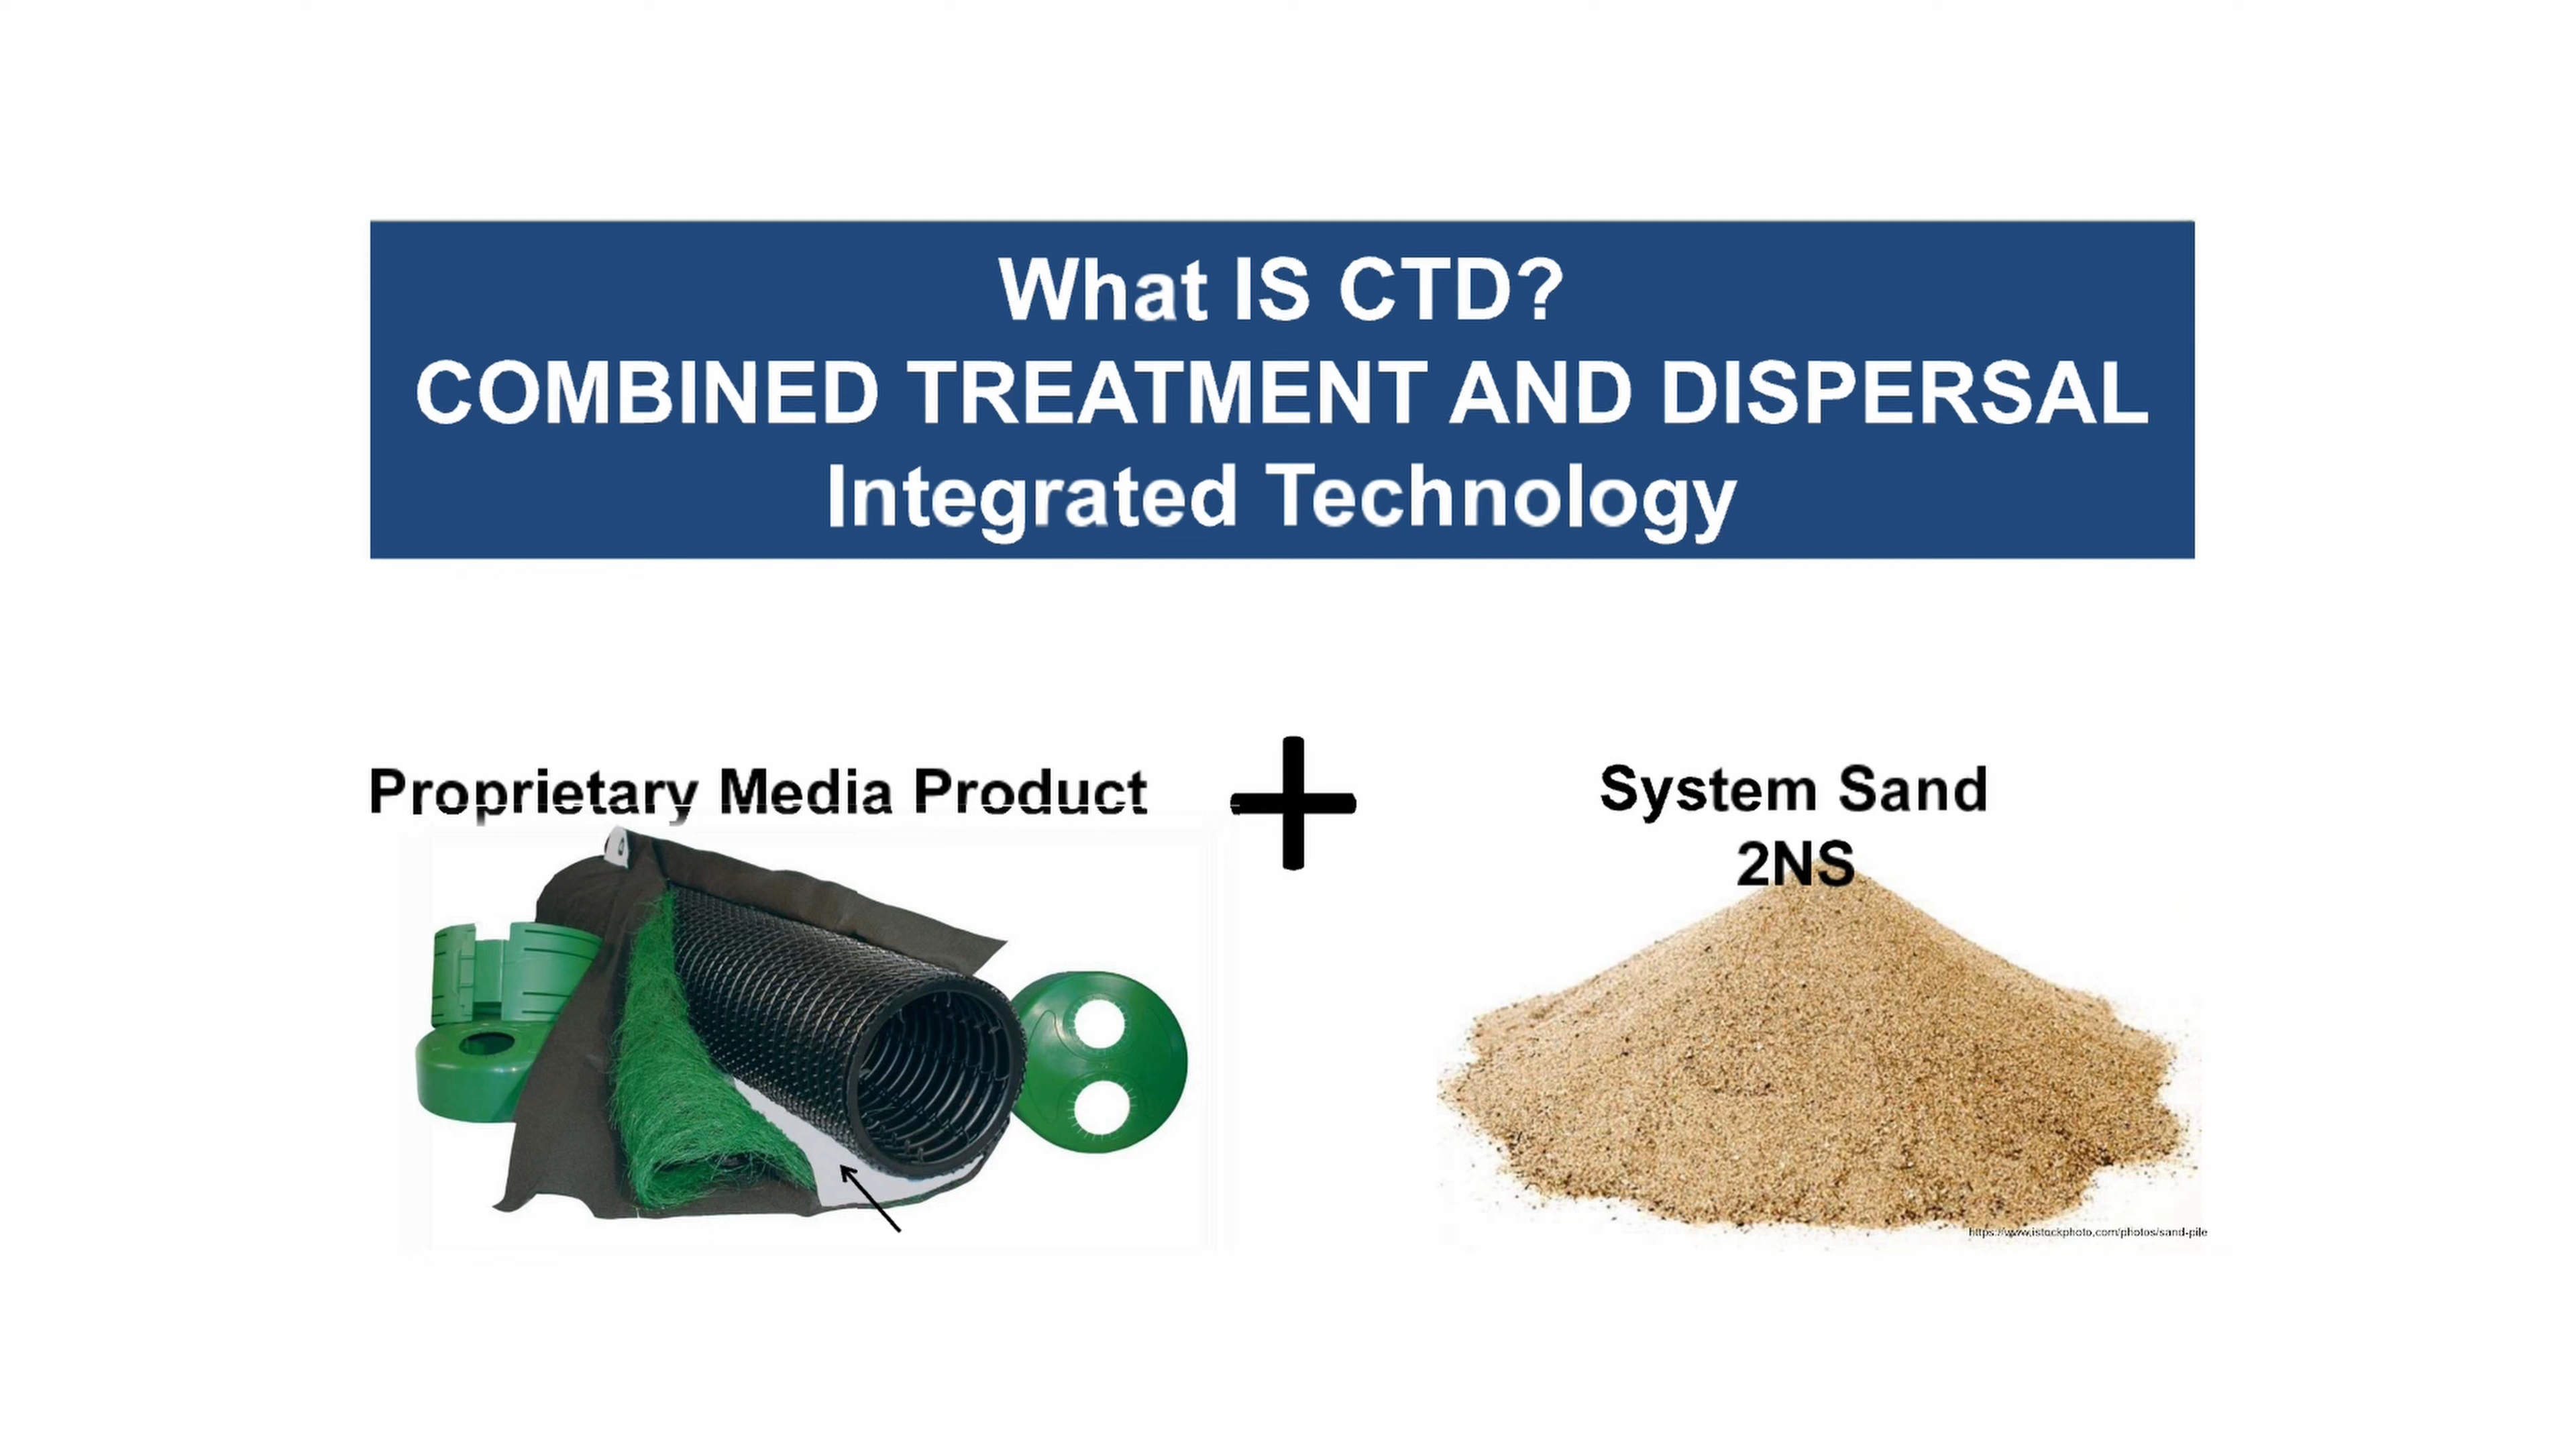 What IS CTD?
COMBINED TREATMENT AND DISPERSAL
Integrated Technology
Proprietary Media Product
System Sand
2NS
https://www.istockphoto.com/photos/sand-pile